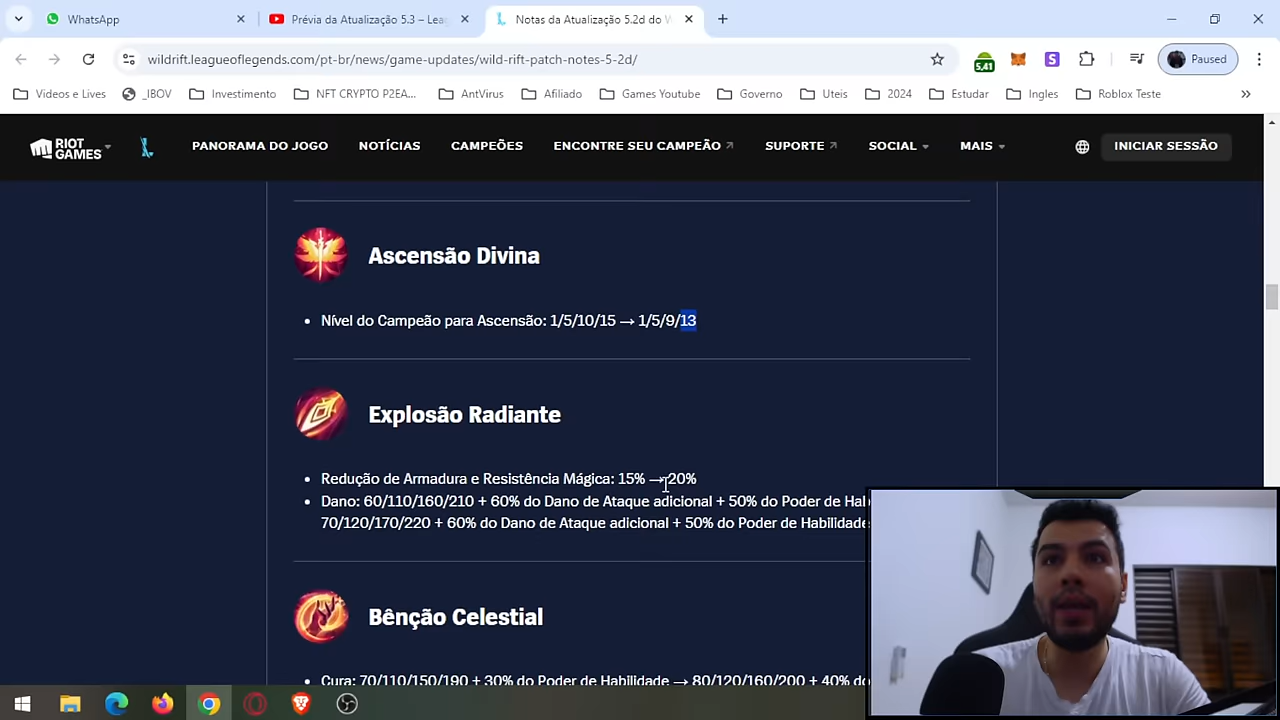 WhatsApp
Prévia da Atualização 5.3 – Lea
Notas da Atualização 5.2d do W
wildrift.leagueoflegends.com/pt-br/news/game-updates/wild-rift-patch-notes-5-2d/
5,41
S
Paused
Videos e Lives
_IBOV
Investimento
NFT CRYPTO P2EA...
AntVirus
Afiliado
Games Youtube
Governo
Uteis
2024
Estudar
Ingles
Roblox Teste
RIOT GAMES
PANORAMA DO JOGO
NOTÍCIAS
CAMPEÕES
ENCONTRE SEU CAMPEÃO
SUPORTE
SOCIAL
MAIS
INICIAR SESSÃO
Ascensão Divina
Nível do Campeão para Ascensão: 1/5/10/15 → 1/5/9/13
Explosão Radiante
Redução de Armadura e Resistência Mágica: 15% → 20%
Dano: 60/110/160/210 + 60% do Dano de Ataque adicional + 50% do Poder de Hab
70/120/170/220 + 60% do Dano de Ataque adicional + 50% do Poder de Habilidade
Bênção Celestial
Cura: 70/110/150/190 + 30% do Poder de Habilidade → 80/120/160/200 + 40% do